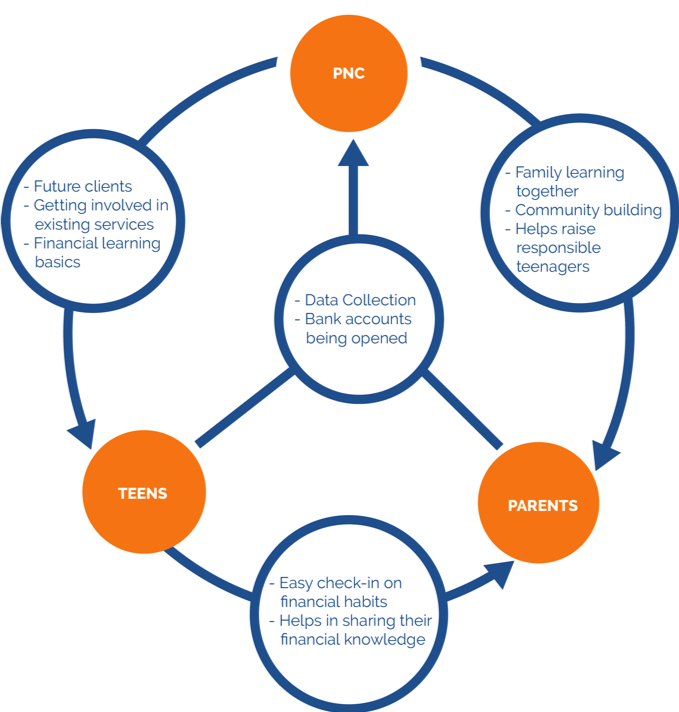 PNC
- Future clients
- Getting involved in
existing services
- Financial learning
basics
- Family learning
together
- Community building
- Helps raise
responsible
teenagers
- Data Collection
- Bank accounts
being opened
TEENS
PARENTS
- Easy check-in on
financial habits
- Helps in sharing their
financial knowledge